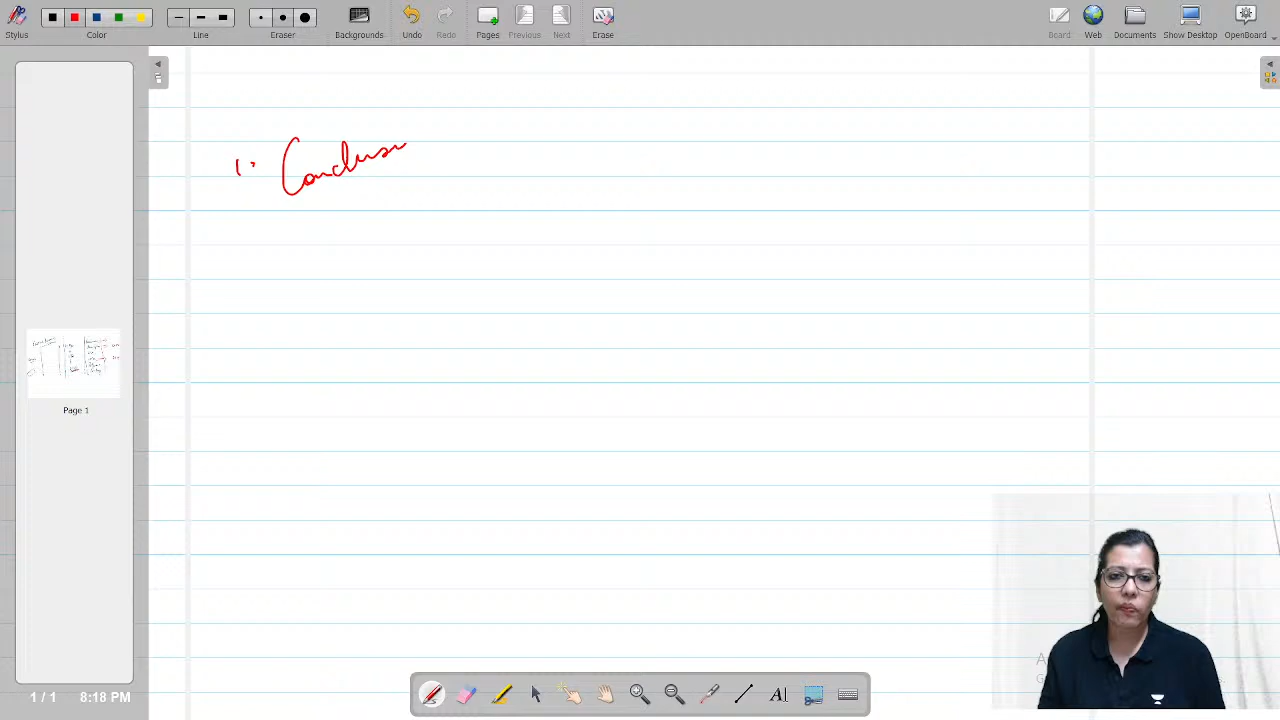 Stylus
Color
Line
Eraser
Backgrounds
Undo
Redo
Pages
Previous
Next
Erase
Board
Web
Documents
Show Desktop
OpenBoard
1. Conclusi
Page 1
1 / 1
8:18 PM